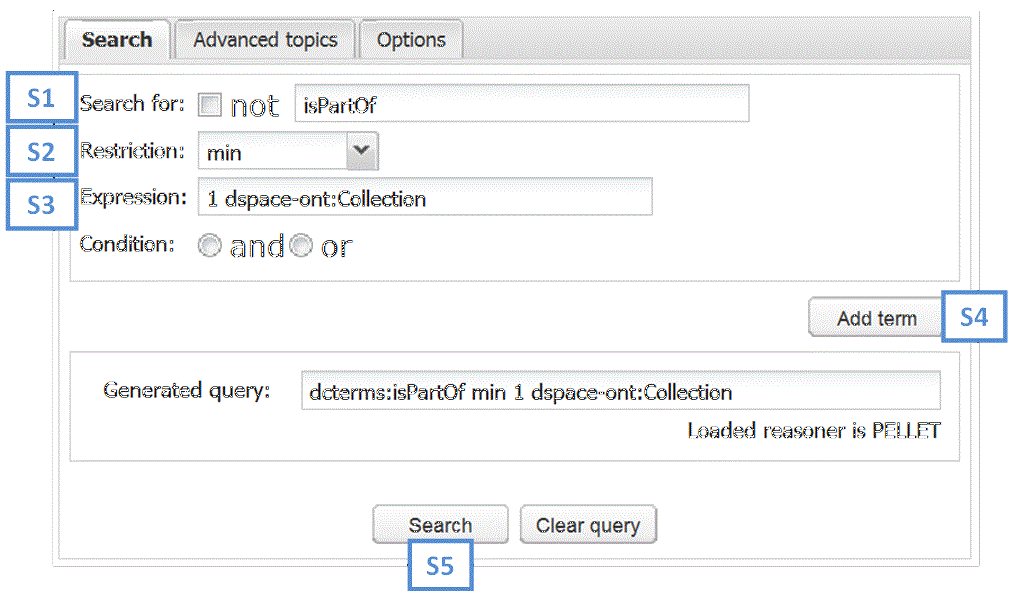 Search Advanced topics Options
S1 Search for: not isPartOf
S2 Restriction: min
S3 Expression: 1 dspace-ont:Collection
Condition: and or
Add term S4
Generated query: dcterms:isPartOf min 1 dspace-ont:Collection
Loaded reasoner is PELLET
Search Clear query
S5